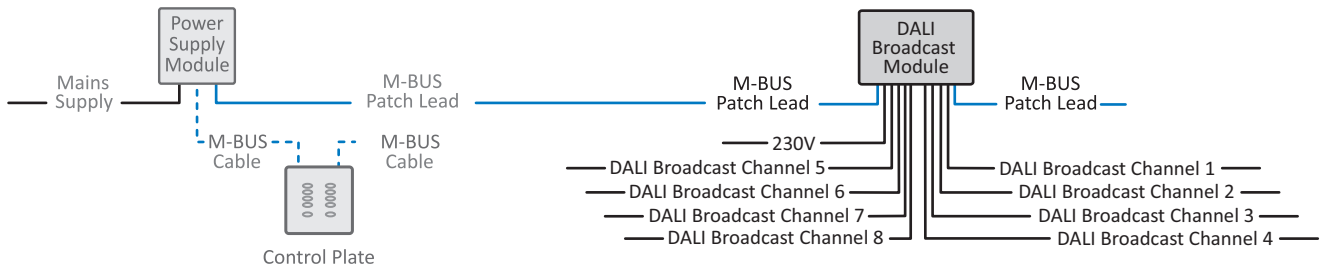 Power
Supply
Module
Mains
Supply
M-BUS
Patch Lead
M-BUS
Cable
M-BUS
Cable
Control Plate
DALI
Broadcast
Module
M-BUS
Patch Lead
M-BUS
Patch Lead
230V
DALI Broadcast Channel 5
DALI Broadcast Channel 6
DALI Broadcast Channel 7
DALI Broadcast Channel 8
DALI Broadcast Channel 1
DALI Broadcast Channel 2
DALI Broadcast Channel 3
DALI Broadcast Channel 4